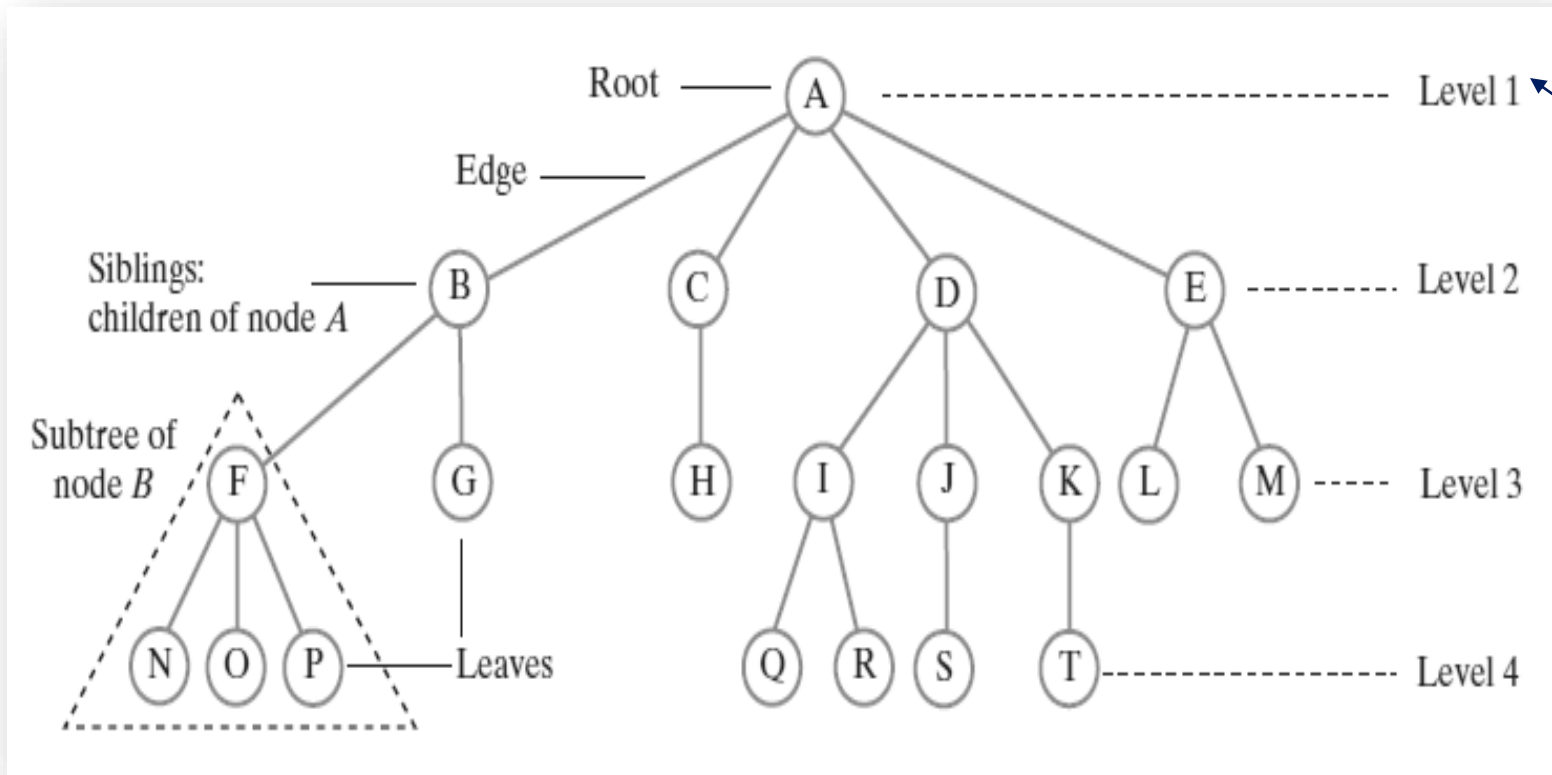 Root
A
Level 1
Edge
Siblings:
children of node A
B
C
D
E
Level 2
Subtree of
node B
F
G
H
I
J
K
L
M
Level 3
N
O
P
Leaves
Q
R
S
T
Level 4